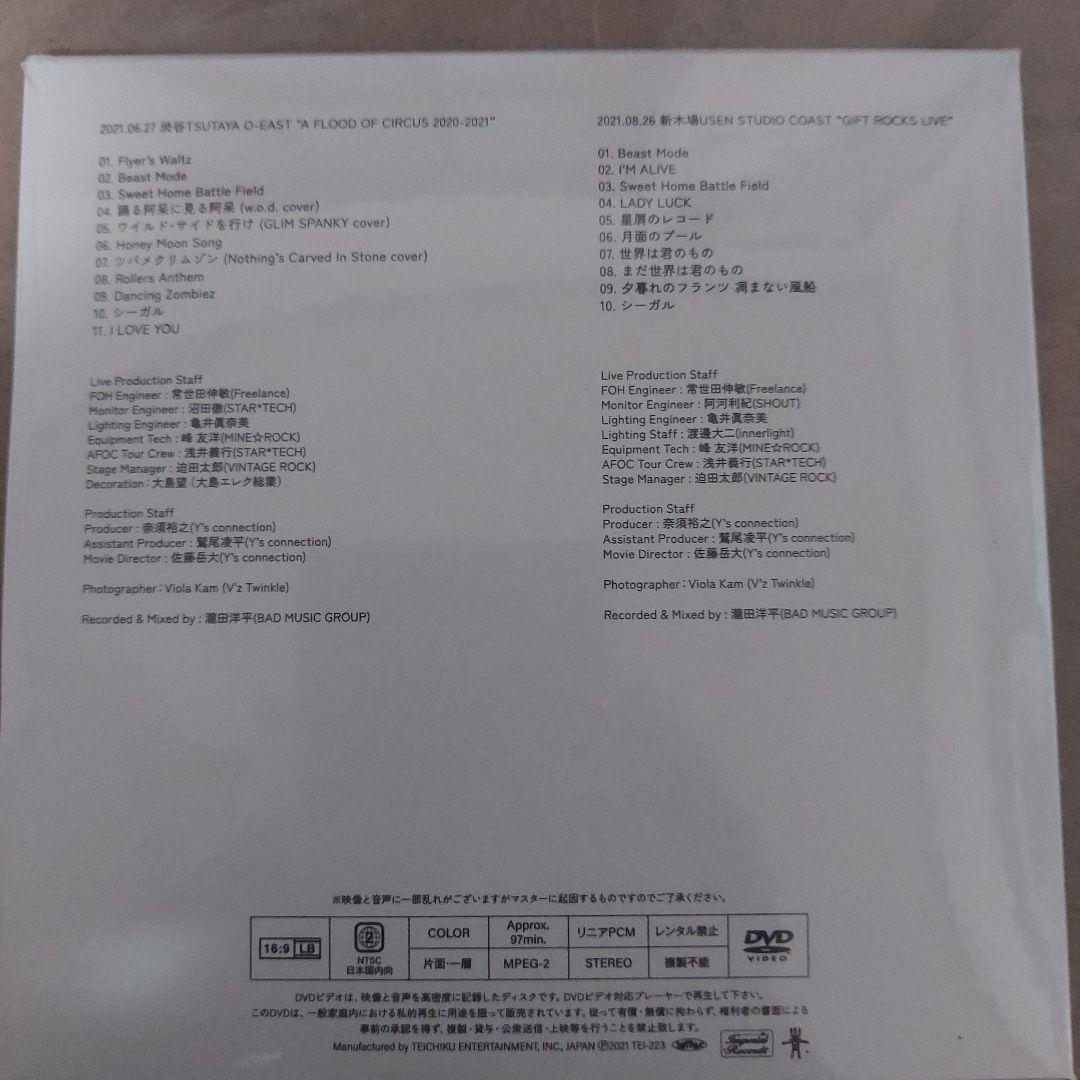 2021.06.27 渋谷TSUTAYA O-EAST "A FLOOD OF CIRCUS 2020-2021"
01. Flyer's Waltz
02. Beast Mode
03. Sweet Home Battle Field
04. 踊る阿呆に見る阿呆 (w.o.d. cover)
05. ワイルド・サイドを行け (GLIM SPANKY cover)
06. Honey Moon Song
07. ツバメクリムゾン (Nothing's Carved In Stone cover)
08. Rollers Anthem
09. Dancing Zombiez
10. シーガル
11. I LOVE YOU
Live Production Staff
FOH Engineer : 常世田伸敏(Freelance)
Monitor Engineer : 沼田徹(STAR*TECH)
Lighting Engineer : 亀井眞奈美
Equipment Tech : 峰 友洋(MINE☆ROCK)
AFOC Tour Crew : 浅井義行(STAR*TECH)
Stage Manager : 迫田太郎(VINTAGE ROCK)
Decoration : 大島望 (大島エレク総業)
Production Staff
Producer : 奈須裕之(Y's connection)
Assistant Producer : 鷲尾凌平(Y's connection)
Movie Director : 佐藤岳大(Y's connection)
Photographer : Viola Kam (V'z Twinkle)
Recorded & Mixed by : 瀧田洋平(BAD MUSIC GROUP)
2021.08.26 新木場USEN STUDIO COAST "GIFT ROCKS LIVE"
01. Beast Mode
02. I'M ALIVE
03. Sweet Home Battle Field
04. LADY LUCK
05. 星屑のレコード
06. 月面のプール
07. 世界は君のもの
08. まだ世界は君のもの
09. 夕暮れのフランツ 凋まない風船
10. シーガル
Live Production Staff
FOH Engineer : 常世田伸敏(Freelance)
Monitor Engineer : 阿河利紀(SHOUT)
Lighting Engineer : 亀井眞奈美
Lighting Staff : 渡邊大二(innerlight)
Equipment Tech : 峰 友洋(MINE☆ROCK)
AFOC Tour Crew : 浅井義行(STAR*TECH)
Stage Manager : 迫田太郎(VINTAGE ROCK)
Production Staff
Producer : 奈須裕之(Y's connection)
Assistant Producer : 鷲尾凌平(Y's connection)
Movie Director : 佐藤岳大(Y's connection)
Photographer : Viola Kam (V'z Twinkle)
Recorded & Mixed by : 瀧田洋平(BAD MUSIC GROUP)
※映像と音声に一部乱れがございますがマスターに起因するものですのでご了承ください。
16:9 LB
2 NTSC 日本国内向
COLOR
片面・一層
Approx. 97min.
MPEG-2
リニアPCM
STEREO
レンタル禁止
複製不能
DVD VIDEO
DVDビデオは、映像と音声を高密度に記録したディスクです。DVDビデオ対応プレーヤーで再生して下さい。
このDVDは、一般家庭内における私的再生に用途を限って販売されています。従って有償・無償に拘わらず、権利者の書面による
事前の承認を得ず、複製・貸与・公衆送信・上映等を行うことを禁止致します。
Manufactured by TEICHIKU ENTERTAINMENT, INC., JAPAN Ⓟ2021 TEI-223
Imperial Records